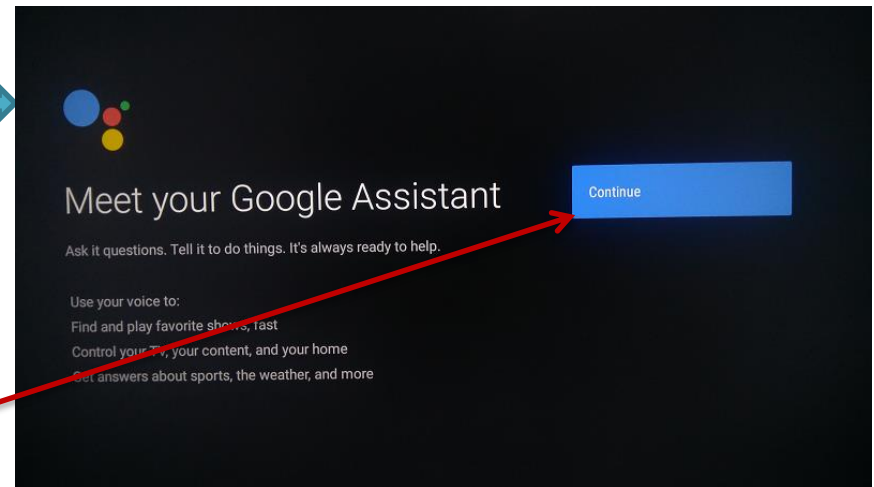 Meet your Google Assistant
Continue
Ask it questions. Tell it to do things. It's always ready to help.
Use your voice to:
Find and play favorite shows, fast
Control your TV, your content, and your home
Get answers about sports, the weather, and more